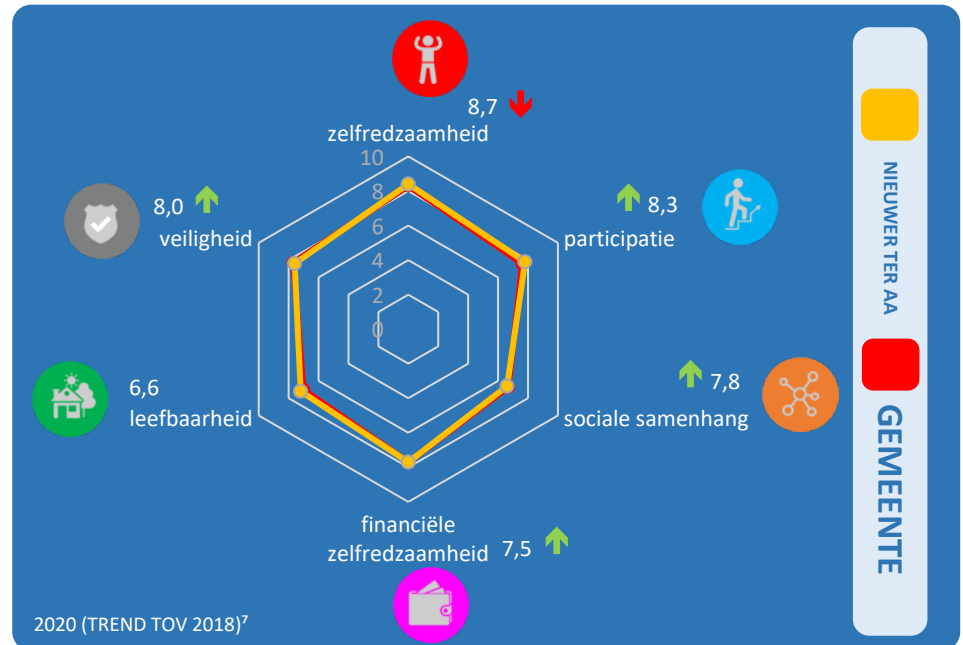 8,7
zelfredzaamheid
10
8
6
4
2
0
8,3
participatie
7,8
sociale samenhang
financiële
zelfredzaamheid 7,5
6,6
leefbaarheid
8,0
veiligheid
NIEUWER TER AA
GEMEENTE
2020 (TREND TOV 2018)⁷